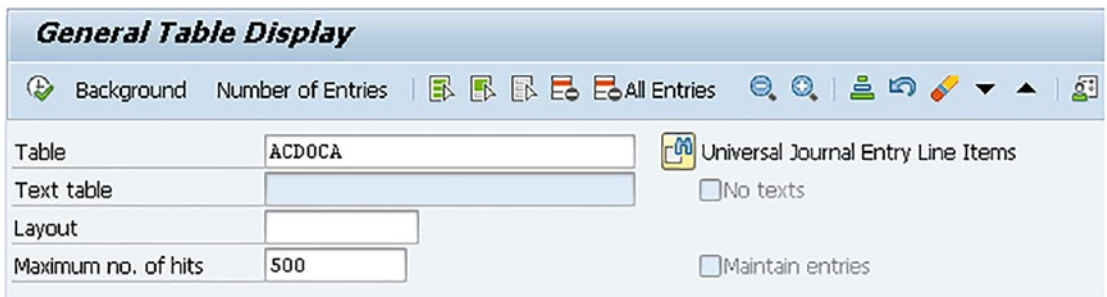 General Table Display
Background Number of Entries All Entries
Table ACDOCA Universal Journal Entry Line Items
Text table No texts
Layout
Maximum no. of hits 500 Maintain entries